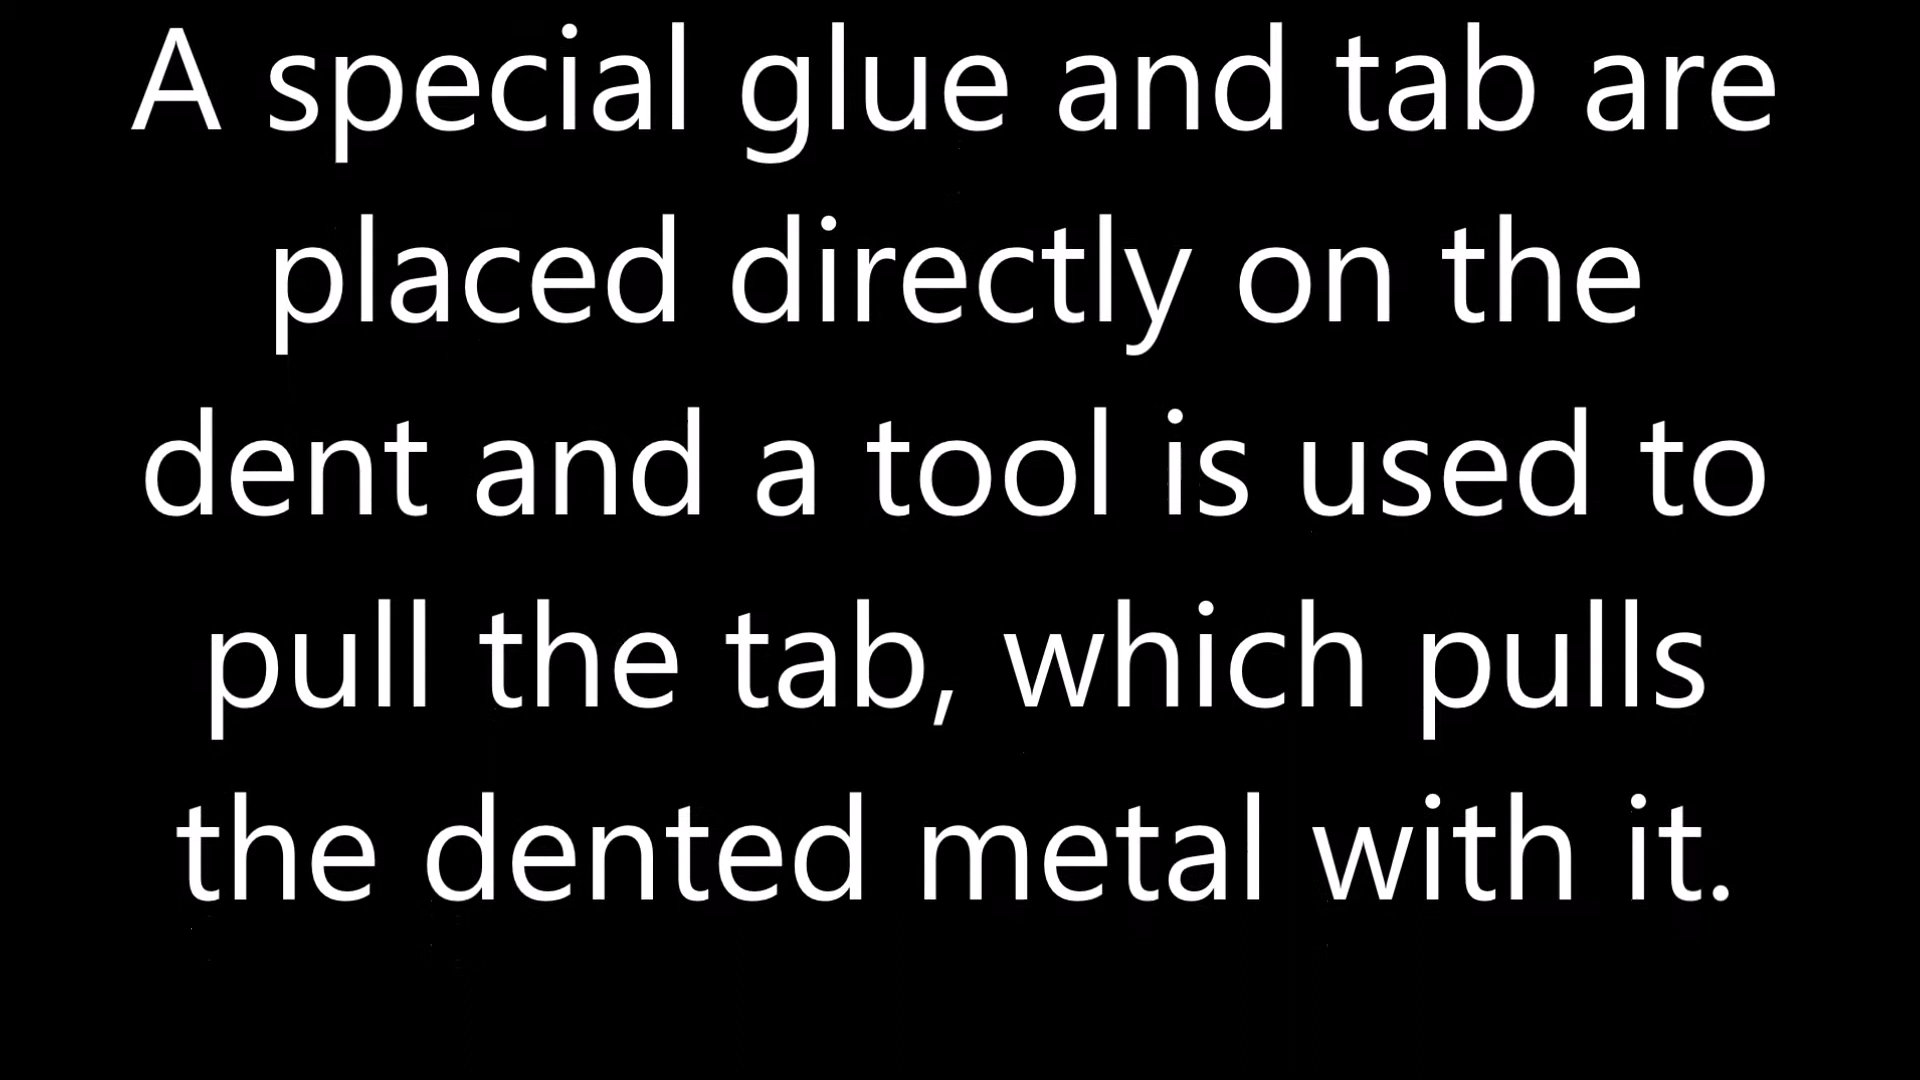 A special glue and tab are
placed directly on the
dent and a tool is used to
pull the tab, which pulls
the dented metal with it.